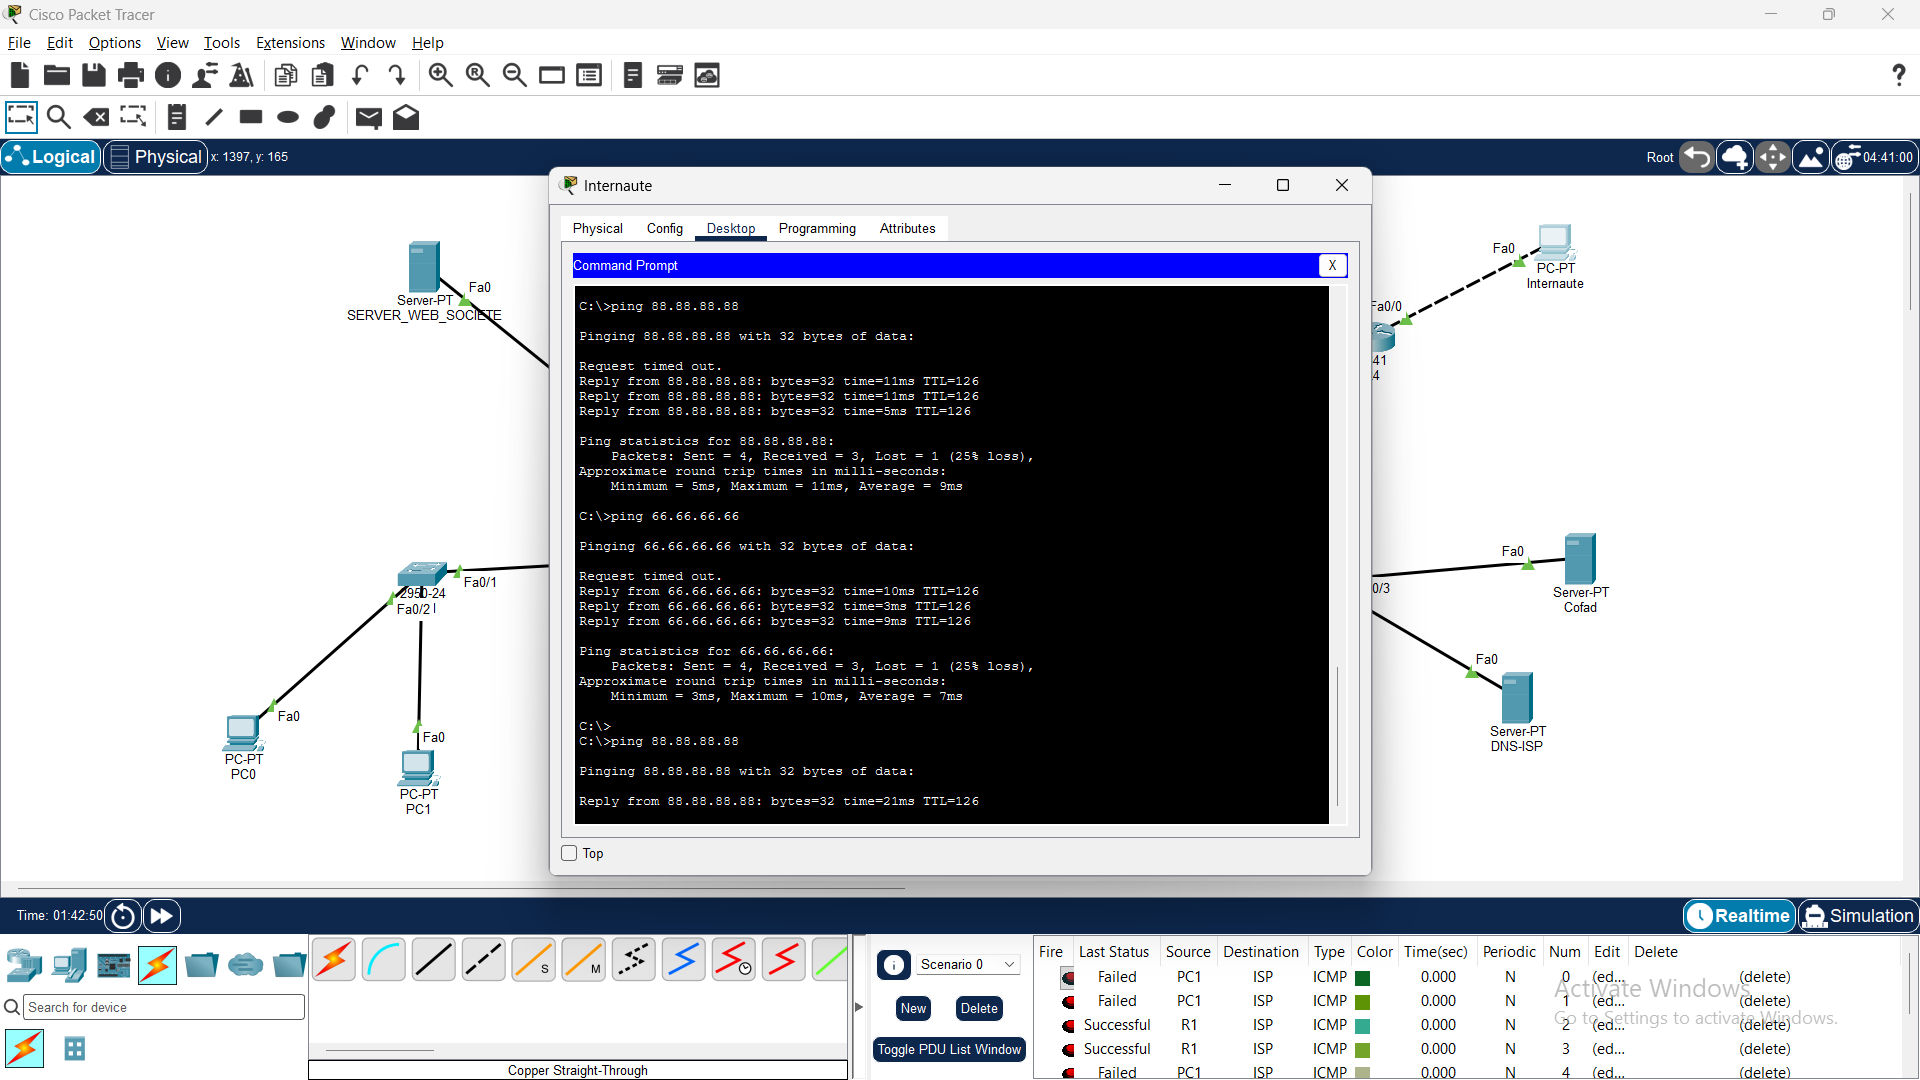 Cisco Packet Tracer
File Edit Options View Tools Extensions Window Help
Logical Physical x: 1397, y: 165 Root 04:41:00
Internaute
Physical Config Desktop Programming Attributes
Command Prompt X
C:\>ping 88.88.88.88
Pinging 88.88.88.88 with 32 bytes of data:
Request timed out.
Reply from 88.88.88.88: bytes=32 time=11ms TTL=126
Reply from 88.88.88.88: bytes=32 time=11ms TTL=126
Reply from 88.88.88.88: bytes=32 time=5ms TTL=126
Ping statistics for 88.88.88.88:
Packets: Sent = 4, Received = 3, Lost = 1 (25% loss),
Approximate round trip times in milli-seconds:
Minimum = 5ms, Maximum = 11ms, Average = 9ms
C:\>ping 66.66.66.66
Pinging 66.66.66.66 with 32 bytes of data:
Request timed out.
Reply from 66.66.66.66: bytes=32 time=10ms TTL=126
Reply from 66.66.66.66: bytes=32 time=3ms TTL=126
Reply from 66.66.66.66: bytes=32 time=9ms TTL=126
Ping statistics for 66.66.66.66:
Packets: Sent = 4, Received = 3, Lost = 1 (25% loss),
Approximate round trip times in milli-seconds:
Minimum = 3ms, Maximum = 10ms, Average = 7ms
C:\>
C:\>ping 88.88.88.88
Pinging 88.88.88.88 with 32 bytes of data:
Reply from 88.88.88.88: bytes=32 time=21ms TTL=126
Top
Fa0
Server-PT
SERVER_WEB_SOCIETE
Fa0/1
2950-24
Fa0/2
Fa0
PC-PT
PC0
Fa0
PC-PT
PC1
Fa0
PC-PT
Internaute
Fa0/0
41
4
Fa0
0/3
Server-PT
Cofad
Fa0
Server-PT
DNS-ISP
Time: 01:42:50 Realtime Simulation
Search for device
Copper Straight-Through
S
M
Scenario 0
New Delete
Toggle PDU List Window
Fire Last Status Source Destination Type Color Time(sec) Periodic Num Edit Delete
Failed PC1 ISP ICMP 0.000 N 0 (ed... (delete)
Failed PC1 ISP ICMP 0.000 N 1 (ed... (delete)
Successful R1 ISP ICMP 0.000 N 2 (ed... (delete)
Successful R1 ISP ICMP 0.000 N 3 (ed... (delete)
Failed PC1 ISP ICMP 0.000 N 4 (ed... (delete)
Activate Windows
Go to Settings to activate Windows.